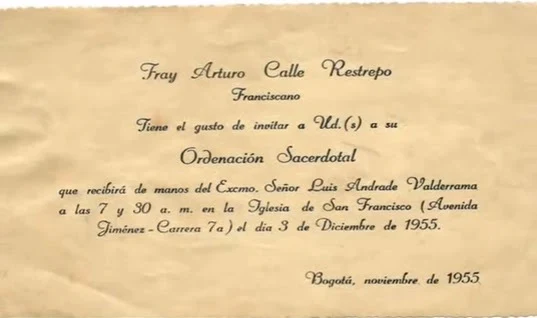 Fray Arturo Calle Restrepo
Franciscano
Tiene el gusto de invitar a Ud.(s) a su
Ordenación Sacerdotal
que recibirá de manos del Excmo. Señor Luis Andrade Valderrama
a las 7 y 30 a. m. en la Iglesia de San Francisco (Avenida
Jiménez - Carrera 7a) el día 3 de Diciembre de 1955.
Bogotá, noviembre de 1955